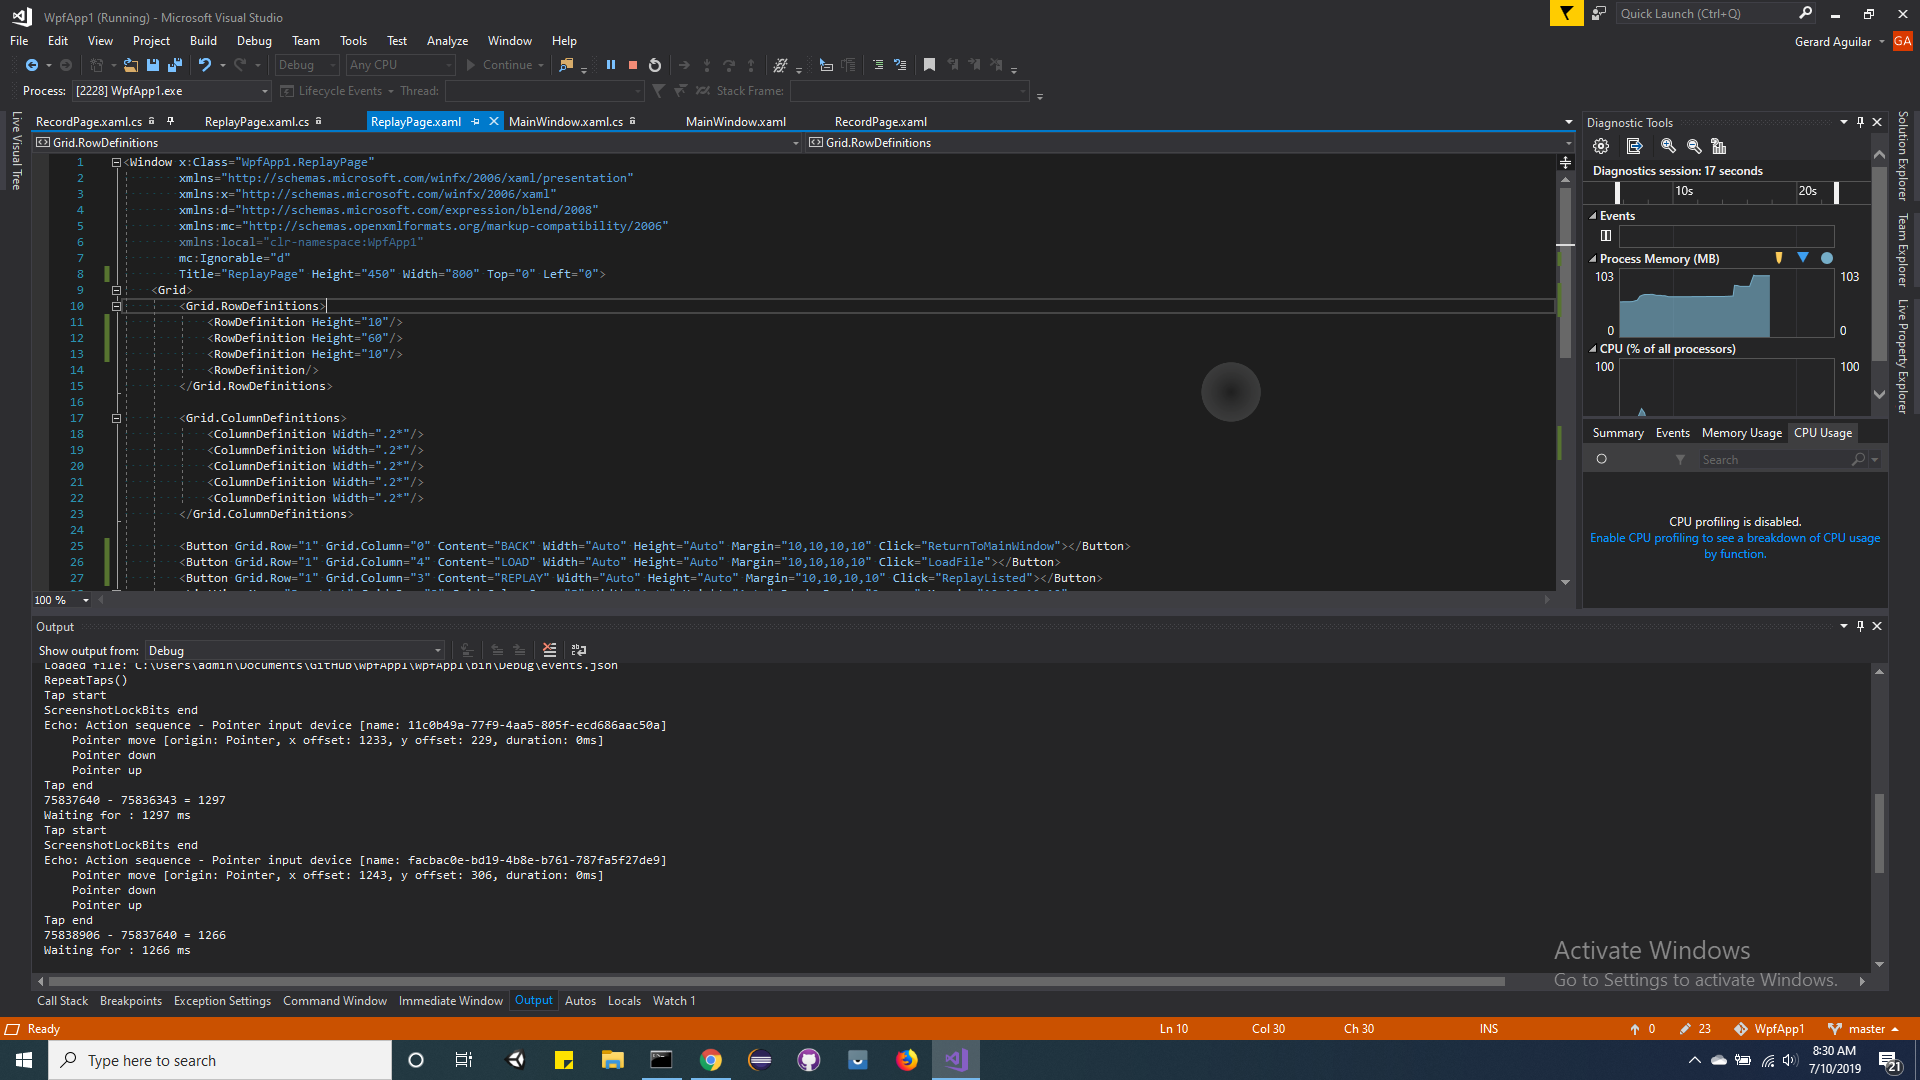 WpfApp1 (Running) - Microsoft Visual Studio
Quick Launch (Ctrl+Q)
File Edit View Project Build Debug Team Tools Test Analyze Window Help
Gerard Aguilar GA
Debug Any CPU Continue
Process: [2228] WpfApp1.exe Lifecycle Events Thread: Stack Frame:
Live Visual Tree
RecordPage.xaml.cs ReplayPage.xaml.cs ReplayPage.xaml MainWindow.xaml.cs MainWindow.xaml RecordPage.xaml
Grid.RowDefinitions Grid.RowDefinitions
1 <Window x:Class="WpfApp1.ReplayPage"
2 xmlns="http://schemas.microsoft.com/winfx/2006/xaml/presentation"
3 xmlns:x="http://schemas.microsoft.com/winfx/2006/xaml"
4 xmlns:d="http://schemas.microsoft.com/expression/blend/2008"
5 xmlns:mc="http://schemas.openxmlformats.org/markup-compatibility/2006"
6 xmlns:local="clr-namespace:WpfApp1"
7 mc:Ignorable="d"
8 Title="ReplayPage" Height="450" Width="800" Top="0" Left="0">
9 <Grid>
10 <Grid.RowDefinitions>
11 <RowDefinition Height="10"/>
12 <RowDefinition Height="60"/>
13 <RowDefinition Height="10"/>
14 <RowDefinition/>
15 </Grid.RowDefinitions>
16
17 <Grid.ColumnDefinitions>
18 <ColumnDefinition Width=".2*"/>
19 <ColumnDefinition Width=".2*"/>
20 <ColumnDefinition Width=".2*"/>
21 <ColumnDefinition Width=".2*"/>
22 <ColumnDefinition Width=".2*"/>
23 </Grid.ColumnDefinitions>
24
25 <Button Grid.Row="1" Grid.Column="0" Content="BACK" Width="Auto" Height="Auto" Margin="10,10,10,10" Click="ReturnToMainWindow"></Button>
26 <Button Grid.Row="1" Grid.Column="4" Content="LOAD" Width="Auto" Height="Auto" Margin="10,10,10,10" Click="LoadFile"></Button>
27 <Button Grid.Row="1" Grid.Column="3" Content="REPLAY" Width="Auto" Height="Auto" Margin="10,10,10,10" Click="ReplayListed"></Button>
100 %
Diagnostic Tools
Diagnostics session: 17 seconds
10s 20s
Events
Process Memory (MB)
103 103
0 0
CPU (% of all processors)
100 100
Summary Events Memory Usage CPU Usage
Search
CPU profiling is disabled.
Enable CPU profiling to see a breakdown of CPU usage
by function.
Solution Explorer
Team Explorer
Live Property Explorer
Output
Show output from: Debug
Loaded file: C:\Users\admin\Documents\GitHub\WpfApp1\WpfApp1\bin\Debug\events.json
RepeatTaps()
Tap start
ScreenshotLockBits end
Echo: Action sequence - Pointer input device [name: 11c0b49a-77f9-4aa5-805f-ecd686aac50a]
Pointer move [origin: Pointer, x offset: 1233, y offset: 229, duration: 0ms]
Pointer down
Pointer up
Tap end
75837640 - 75836343 = 1297
Waiting for : 1297 ms
Tap start
ScreenshotLockBits end
Echo: Action sequence - Pointer input device [name: facbac0e-bd19-4b8e-b761-787fa5f27de9]
Pointer move [origin: Pointer, x offset: 1243, y offset: 306, duration: 0ms]
Pointer down
Pointer up
Tap end
75838906 - 75837640 = 1266
Waiting for : 1266 ms
Activate Windows
Go to Settings to activate Windows.
Call Stack Breakpoints Exception Settings Command Window Immediate Window Output Autos Locals Watch 1
Ready Ln 10 Col 30 Ch 30 INS 0 23 WpfApp1 master
Type here to search
8:30 AM
7/10/2019
21